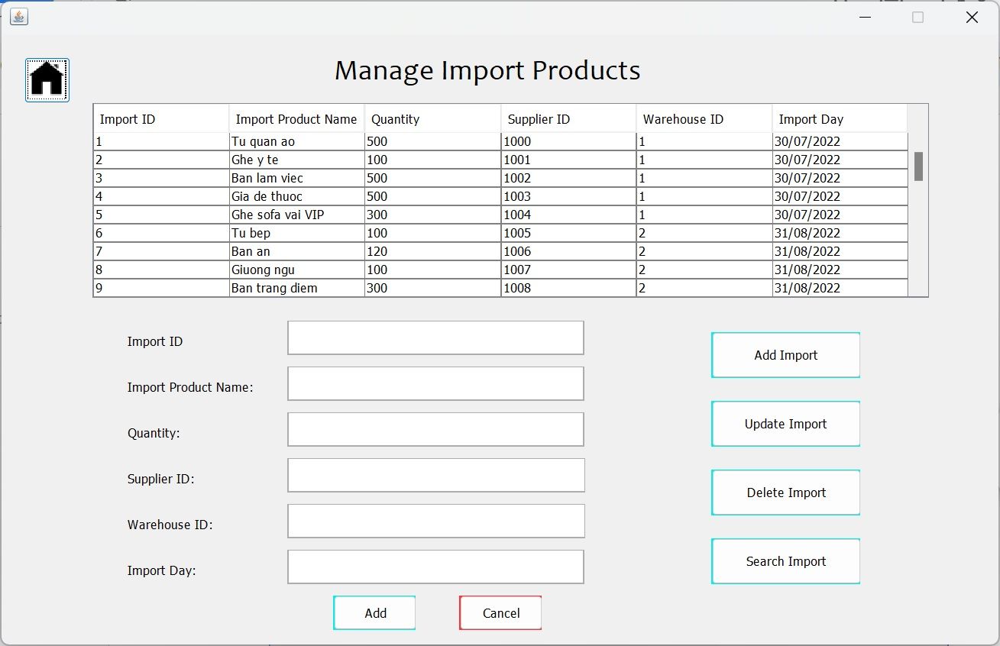 Manage Import Products
Import ID Import Product Name Quantity Supplier ID Warehouse ID Import Day
1 Tu quan ao 500 1000 1 30/07/2022
2 Ghe y te 100 1001 1 30/07/2022
3 Ban lam viec 500 1002 1 30/07/2022
4 Gia de thuoc 500 1003 1 30/07/2022
5 Ghe sofa vai VIP 300 1004 1 30/07/2022
6 Tu bep 100 1005 2 31/08/2022
7 Ban an 120 1006 2 31/08/2022
8 Giuong ngu 100 1007 2 31/08/2022
9 Ban trang diem 300 1008 2 31/08/2022
Import ID
Import Product Name:
Quantity:
Supplier ID:
Warehouse ID:
Import Day:
Add Cancel
Add Import
Update Import
Delete Import
Search Import